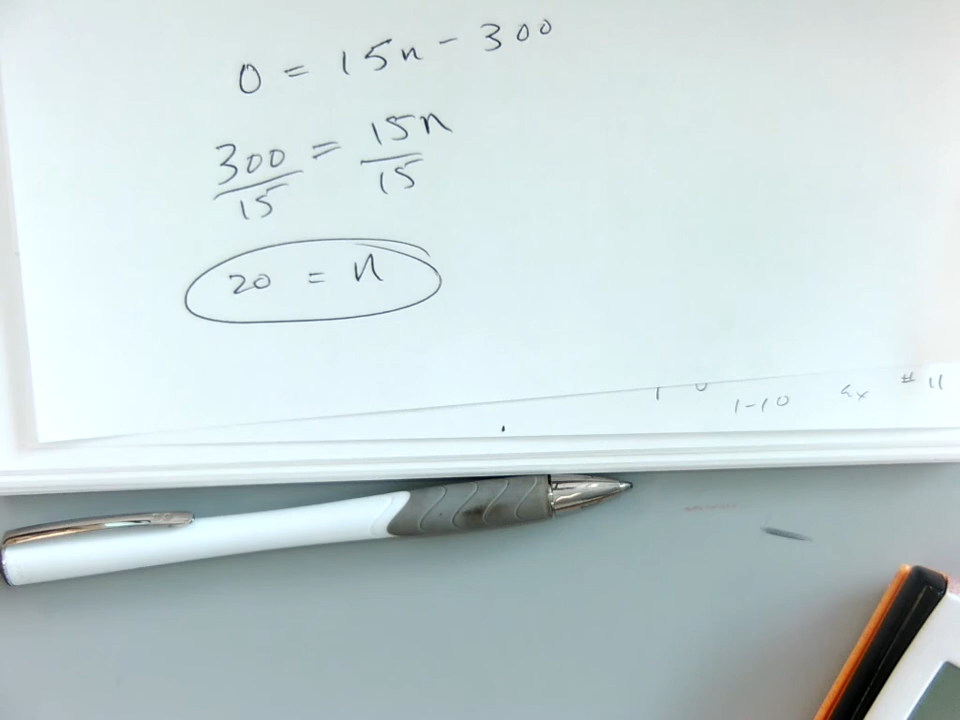 0 = 15n - 300
300/15 = 15n/15
20 = n
1-10 # 11